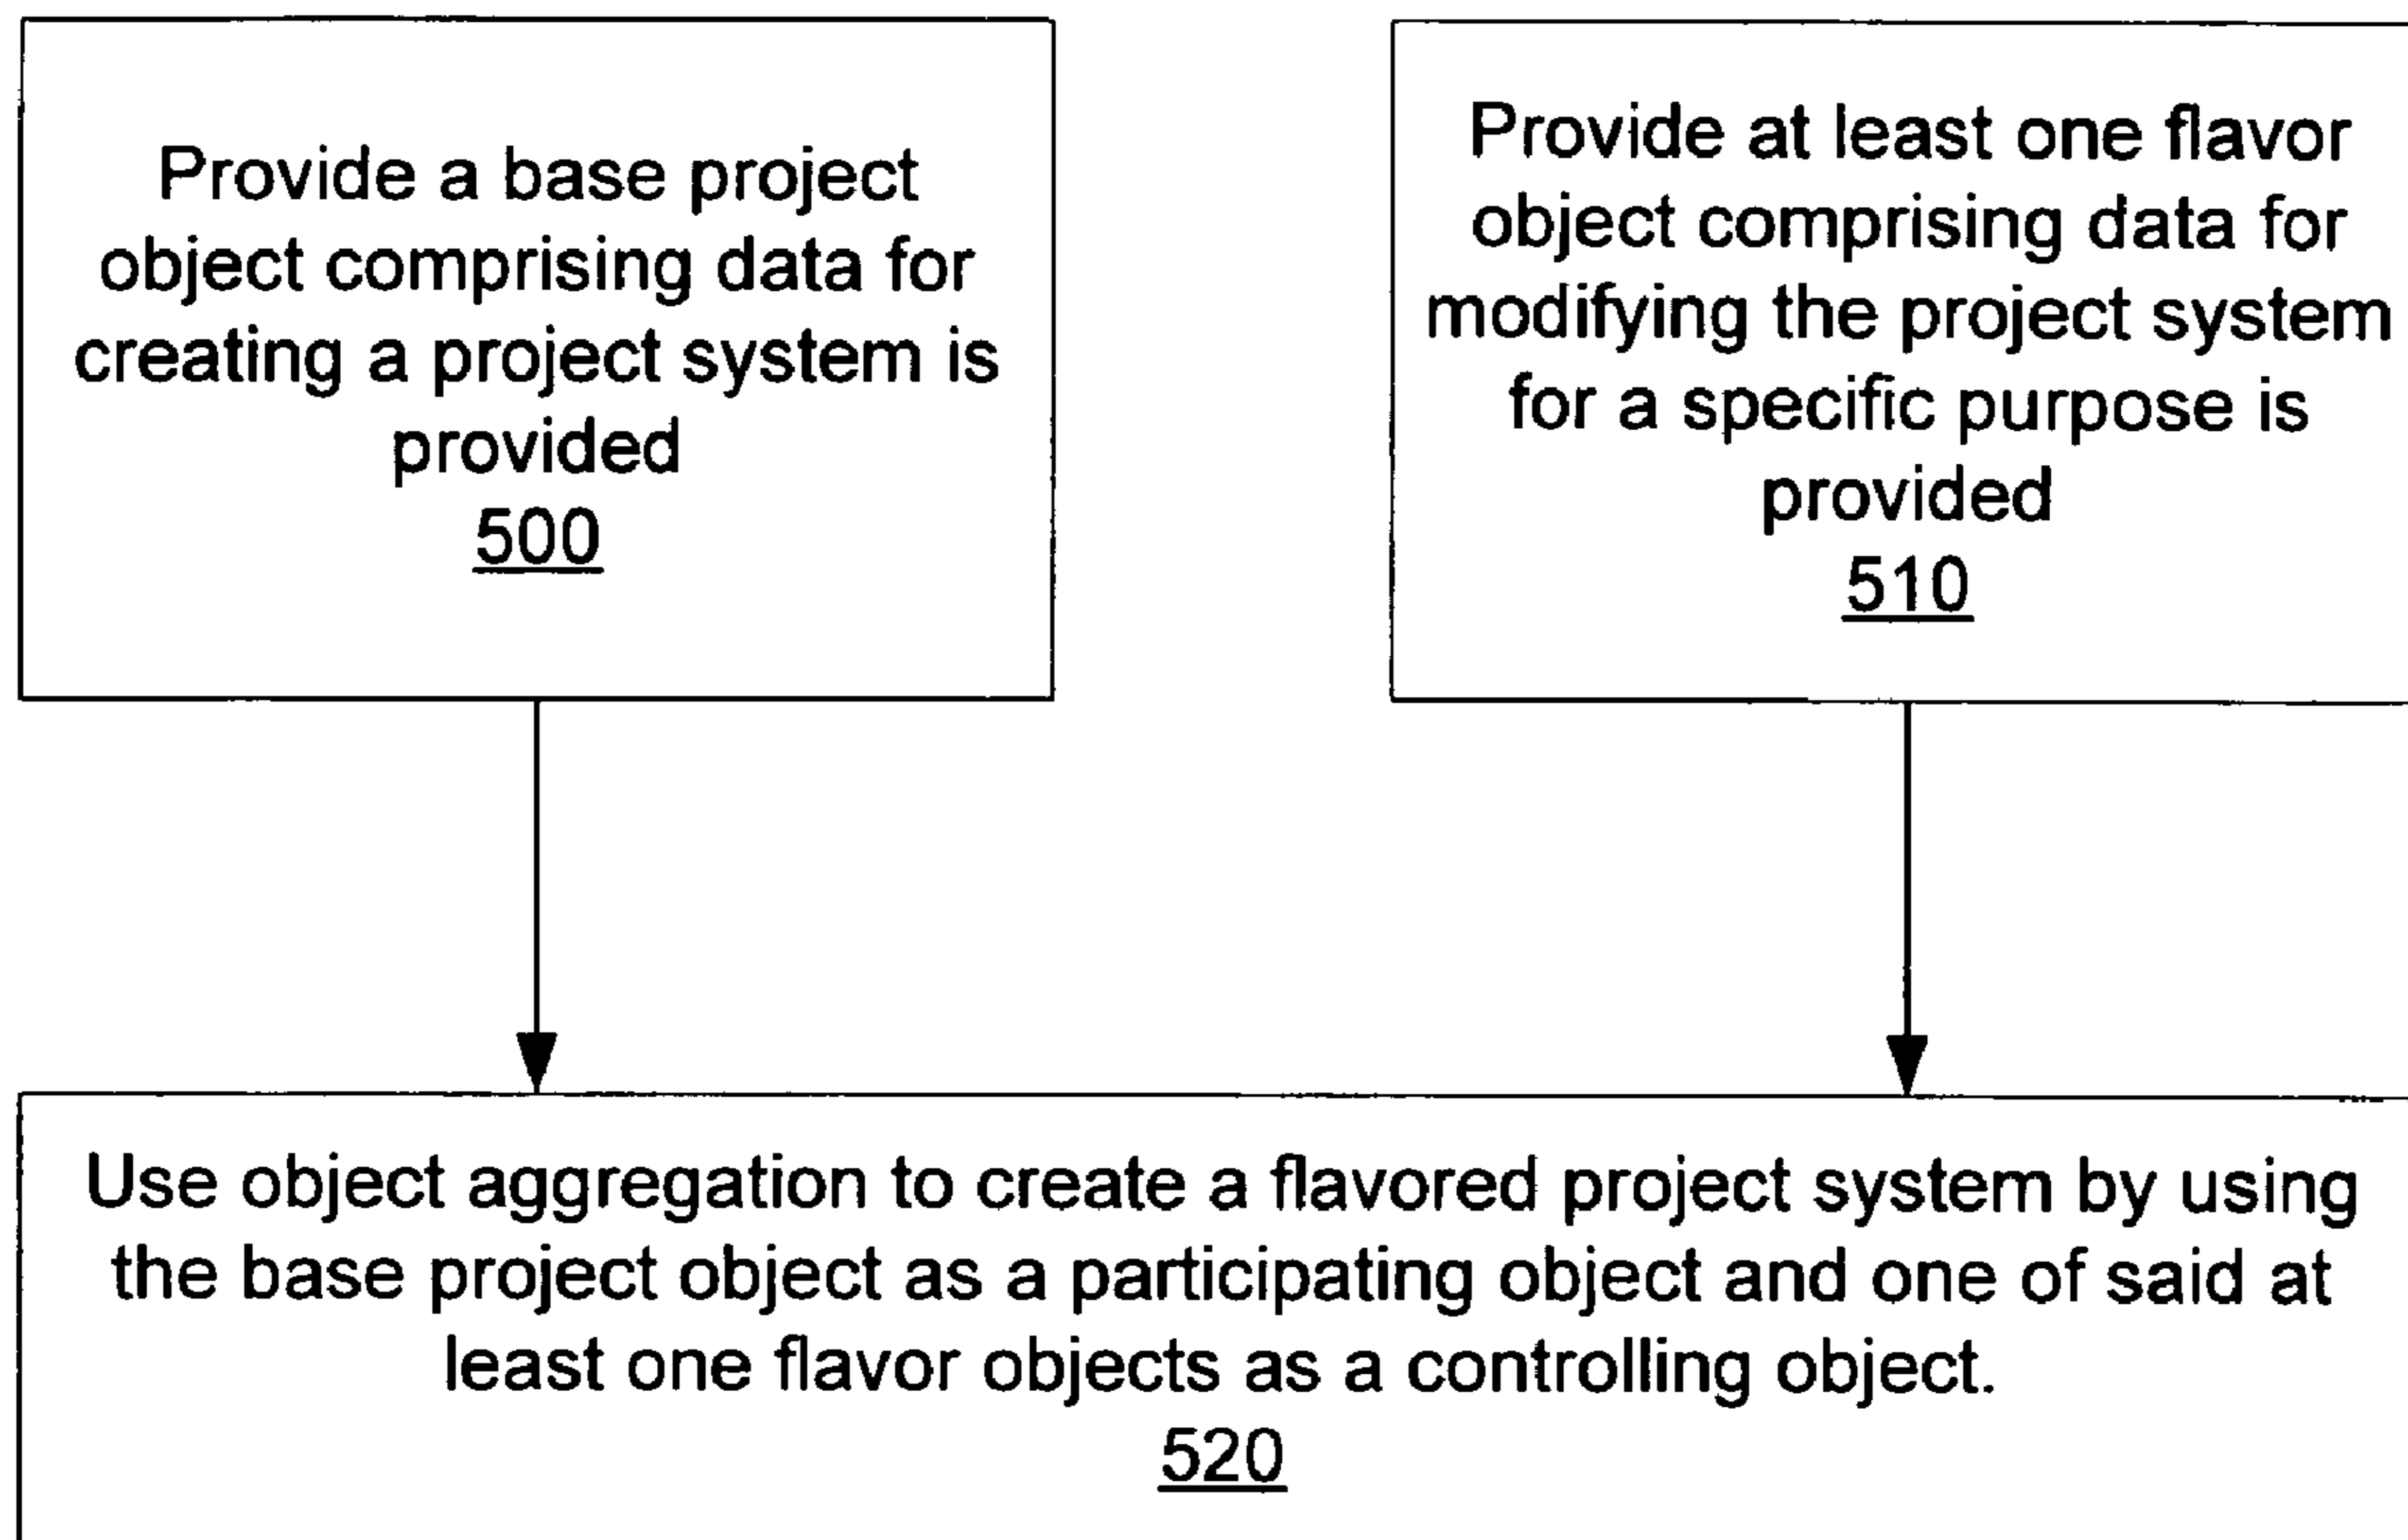 Provide a base project
object comprising data for
creating a project system is
provided
500
Provide at least one flavor
object comprising data for
modifying the project system
for a specific purpose is
provided
510
Use object aggregation to create a flavored project system by using
the base project object as a participating object and one of said at
least one flavor objects as a controlling object.
520